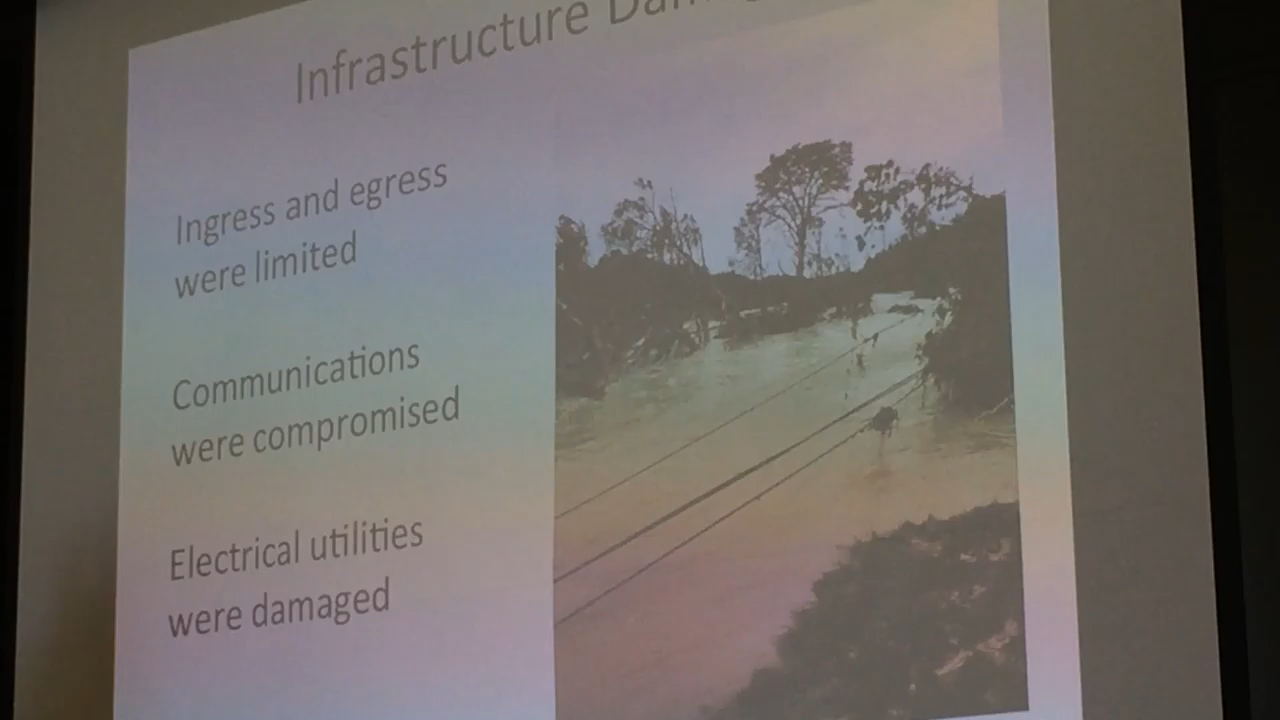 Infrastructure
Ingress and egress
were limited
Communications
were compromised
Electrical utilities
were damaged